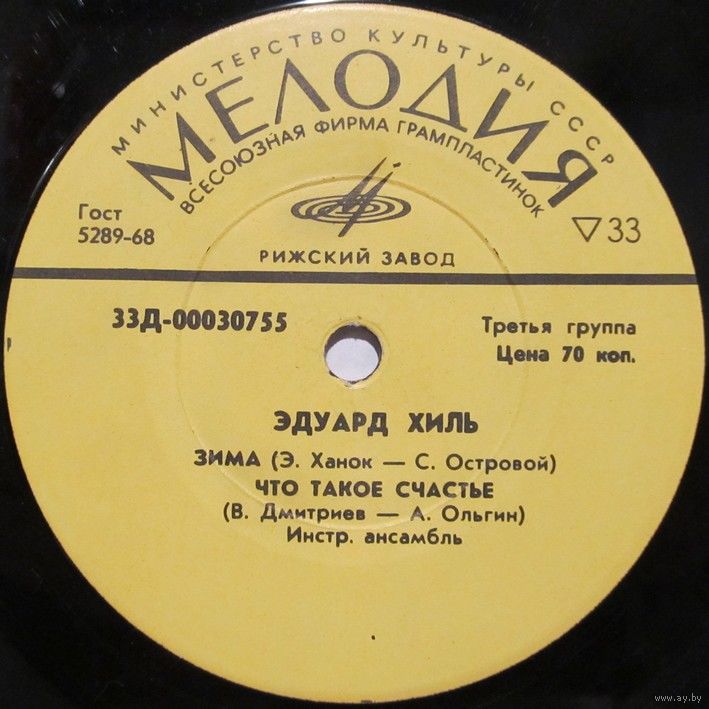 МИНИСТЕРСТВО КУЛЬТУРЫ СССР
МЕЛОДИЯ
ВСЕСОЮЗНАЯ ФИРМА ГРАМПЛАСТИНОК
Гост
5289-68
33
РИЖСКИЙ ЗАВОД
33Д-00030755
Третья группа
Цена 70 коп.
ЭДУАРД ХИЛЬ
ЗИМА (Э. Ханок — С. Островой)
ЧТО ТАКОЕ СЧАСТЬЕ
(В. Дмитриев — А. Ольгин)
Инстр. ансамбль
www.ay.by